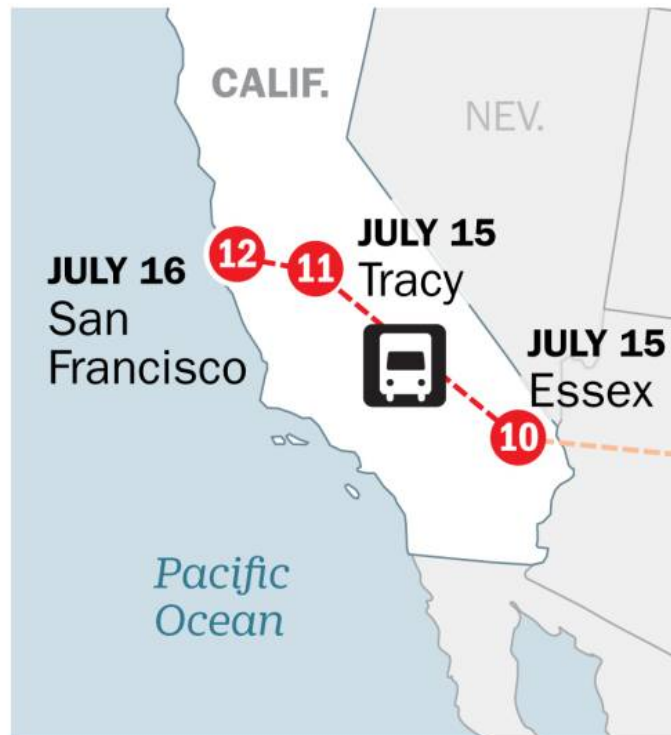 CALIF.
NEV.
12
11
JULY 15
Tracy
JULY 16
San
Francisco
JULY 15
Essex
10
Pacific
Ocean